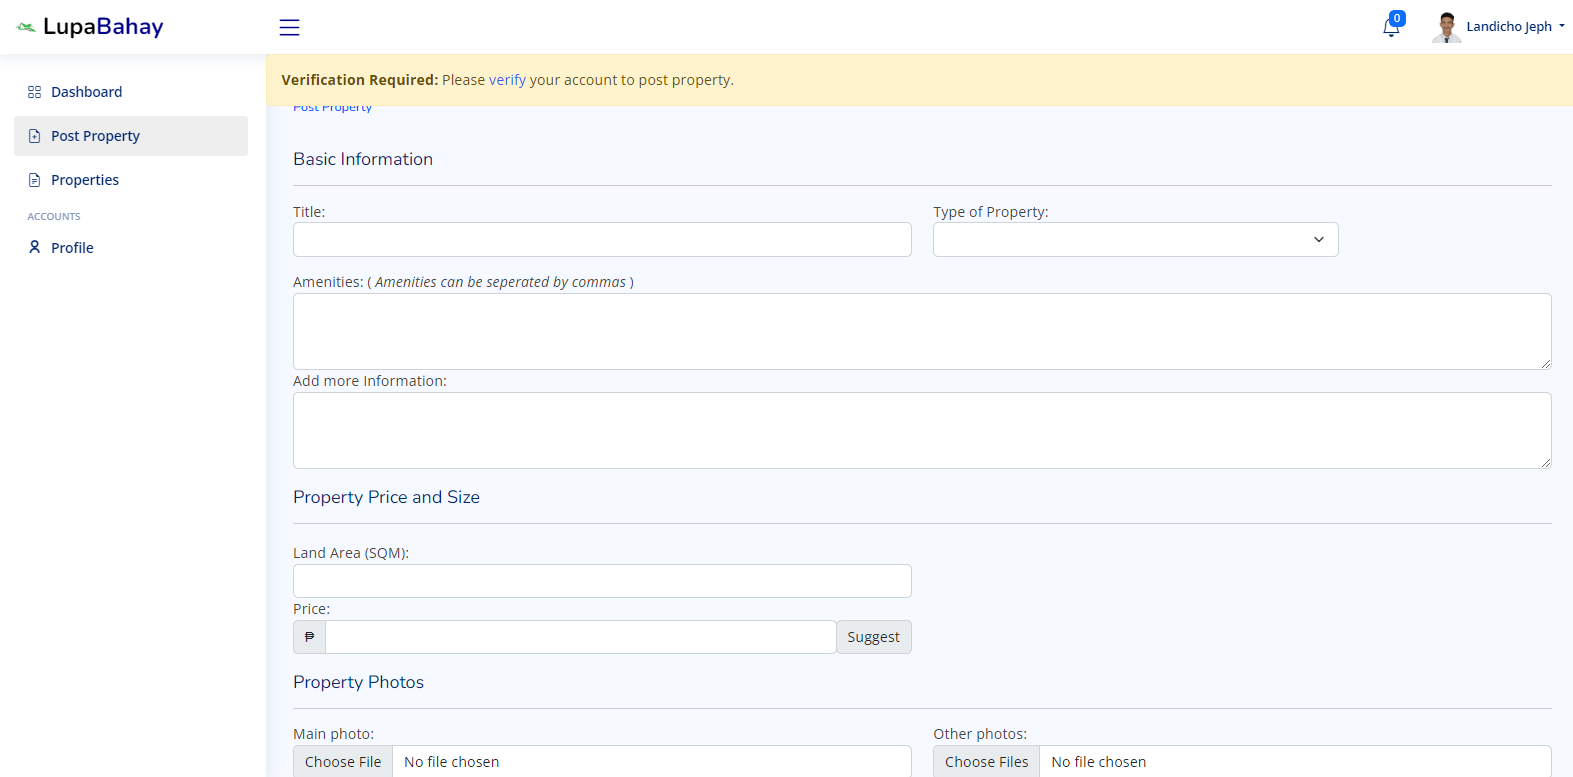 LupaBahay
0
Landicho Jeph
Verification Required: Please verify your account to post property.
Dashboard
Post Property
Properties
ACCOUNTS
Profile
Post Property
Basic Information
Title:
Type of Property:
Amenities: ( Amenities can be seperated by commas )
Add more Information:
Property Price and Size
Land Area (SQM):
Price:
₱
Suggest
Property Photos
Main photo:
Other photos:
Choose File No file chosen
Choose Files No file chosen